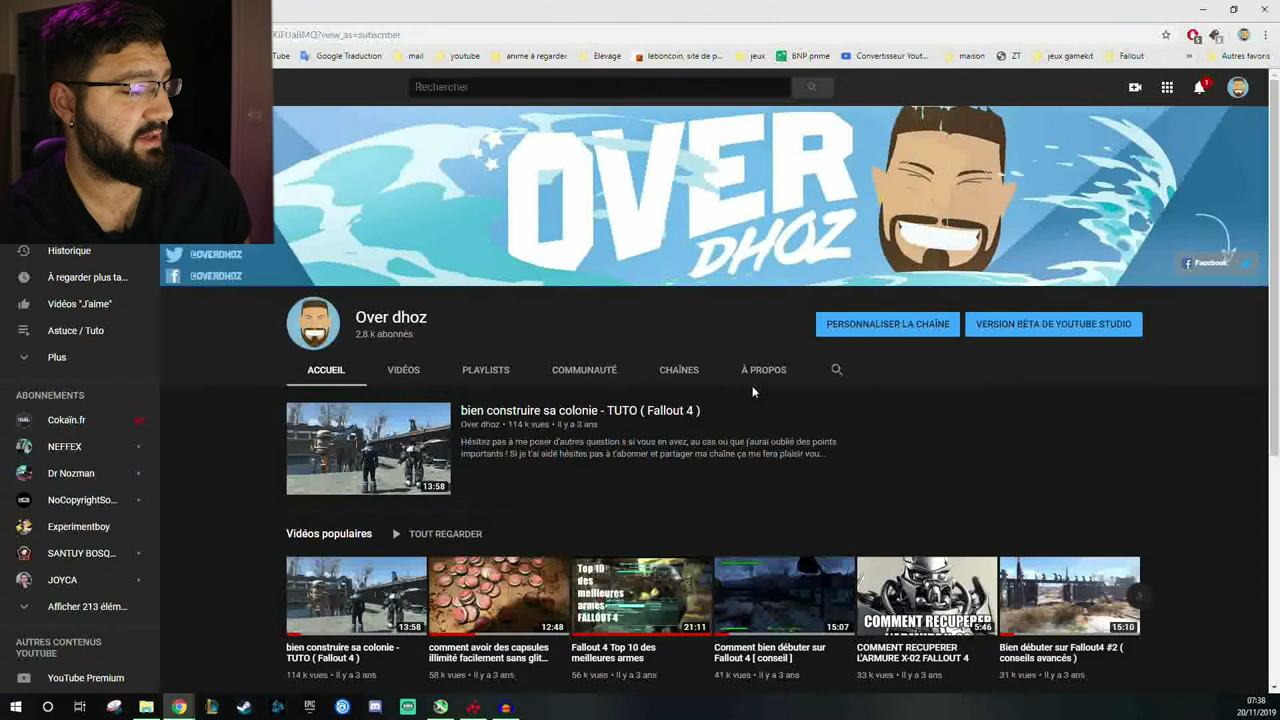 KiFUaBMQ?view_as=subscriber
Tube
Google Traduction
mail
youtube
anime à regarder
Élevage
leboncoin, site de p...
jeux
BNP prime
Convertisseur Youtu...
maison
ZT
jeux gamekit
Fallout
»
Autres favoris
Rechercher
1
OVER
DHOZ
@OVERDHOZ
@OVERDHOZ
Facebook
Historique
À regarder plus ta...
Vidéos "J'aime"
Astuce / Tuto
Plus
ABONNEMENTS
Cokaïn.fr
NEFFEX
Dr Nozman
NoCopyrightSo...
Experimentboy
SANTUY BOSQ...
JOYCA
Afficher 213 élém...
AUTRES CONTENUS
YOUTUBE
YouTube Premium
Over dhoz
2,8 k abonnés
PERSONNALISER LA CHAÎNE
VERSION BÊTA DE YOUTUBE STUDIO
ACCUEIL
VIDÉOS
PLAYLISTS
COMMUNAUTÉ
CHAÎNES
À PROPOS
13:58
bien construire sa colonie - TUTO ( Fallout 4 )
Over dhoz • 114 k vues • Il y a 3 ans
Hésitez pas à me poser d'autres question s si vous en avez, au cas ou que j'aurai oublié des points
importants ! Si je t'ai aidé hésites pas à t'abonner et partager ma chaîne ça me fera plaisir vou...
Vidéos populaires
TOUT REGARDER
13:58
bien construire sa colonie -
TUTO ( Fallout 4 )
114 k vues • Il y a 3 ans
12:48
comment avoir des capsules
illimité facilement sans glit...
58 k vues • Il y a 3 ans
Top 10
des
meilleures
armes
FALLOUT 4
21:11
Fallout 4 Top 10 des
meilleures armes
56 k vues • Il y a 3 ans
15:07
Comment bien débuter sur
Fallout 4 [ conseil ]
41 k vues • Il y a 3 ans
COMMENT RECUPERER
5:46
COMMENT RECUPERER
L'ARMURE X-02 FALLOUT 4
33 k vues • Il y a 3 ans
15:10
Bien débuter sur Fallout4 #2 (
conseils avancés )
31 k vues • Il y a 3 ans
EPIC
07:38
20/11/2019